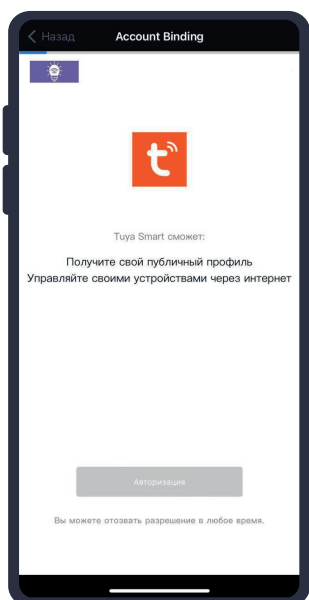 Назад
Account Binding
t
Tuya Smart сможет:
Получите свой публичный профиль
Управляйте своими устройствами через интернет
Авторизация
Вы можете отозвать разрешение в любое время.